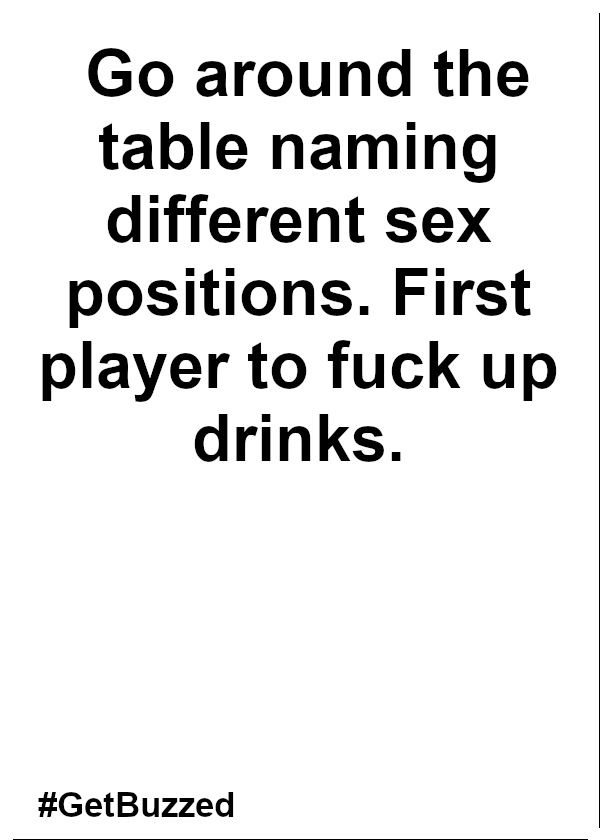 Go around the
table naming
different sex
positions. First
player to fuck up
drinks.
#GetBuzzed